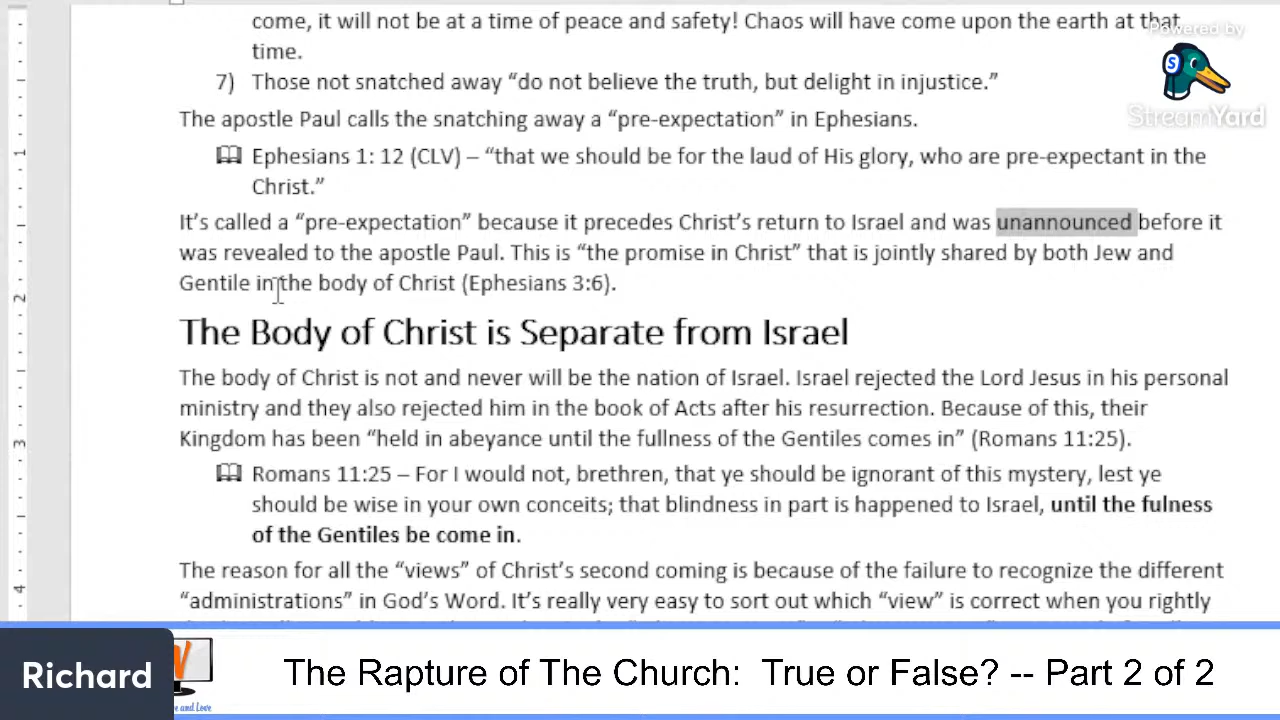 come, it will not be at a time of peace and safety! Chaos will have come upon the earth at that
time.
7) Those not snatched away “do not believe the truth, but delight in injustice.”
The apostle Paul calls the snatching away a “pre-expectation” in Ephesians.
Ephesians 1: 12 (CLV) – “that we should be for the laud of His glory, who are pre-expectant in the
Christ.”
It’s called a “pre-expectation” because it precedes Christ’s return to Israel and was unannounced before it
was revealed to the apostle Paul. This is “the promise in Christ” that is jointly shared by both Jew and
Gentile in the body of Christ (Ephesians 3:6).
The Body of Christ is Separate from Israel
The body of Christ is not and never will be the nation of Israel. Israel rejected the Lord Jesus in his personal
ministry and they also rejected him in the book of Acts after his resurrection. Because of this, their
Kingdom has been “held in abeyance until the fullness of the Gentiles comes in” (Romans 11:25).
Romans 11:25 – For I would not, brethren, that ye should be ignorant of this mystery, lest ye
should be wise in your own conceits; that blindness in part is happened to Israel, until the fulness
of the Gentiles be come in.
The reason for all the “views” of Christ’s second coming is because of the failure to recognize the different
“administrations” in God’s Word. It’s really very easy to sort out which “view” is correct when you rightly
Powered by
S
StreamYard
1
2
3
4
Richard
e and Love
The Rapture of The Church: True or False? -- Part 2 of 2